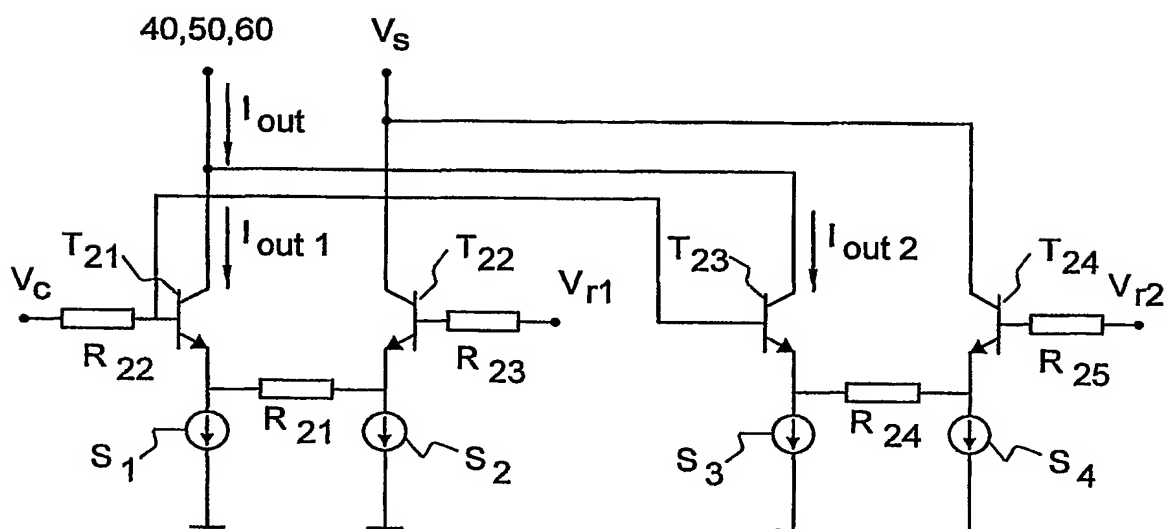 40,50,60
Vs
Iout
T21
Iout 1
T22
T23
Iout 2
T24
Vc
Vr1
Vr2
R22
R23
R25
R21
R24
S1
S2
S3
S4